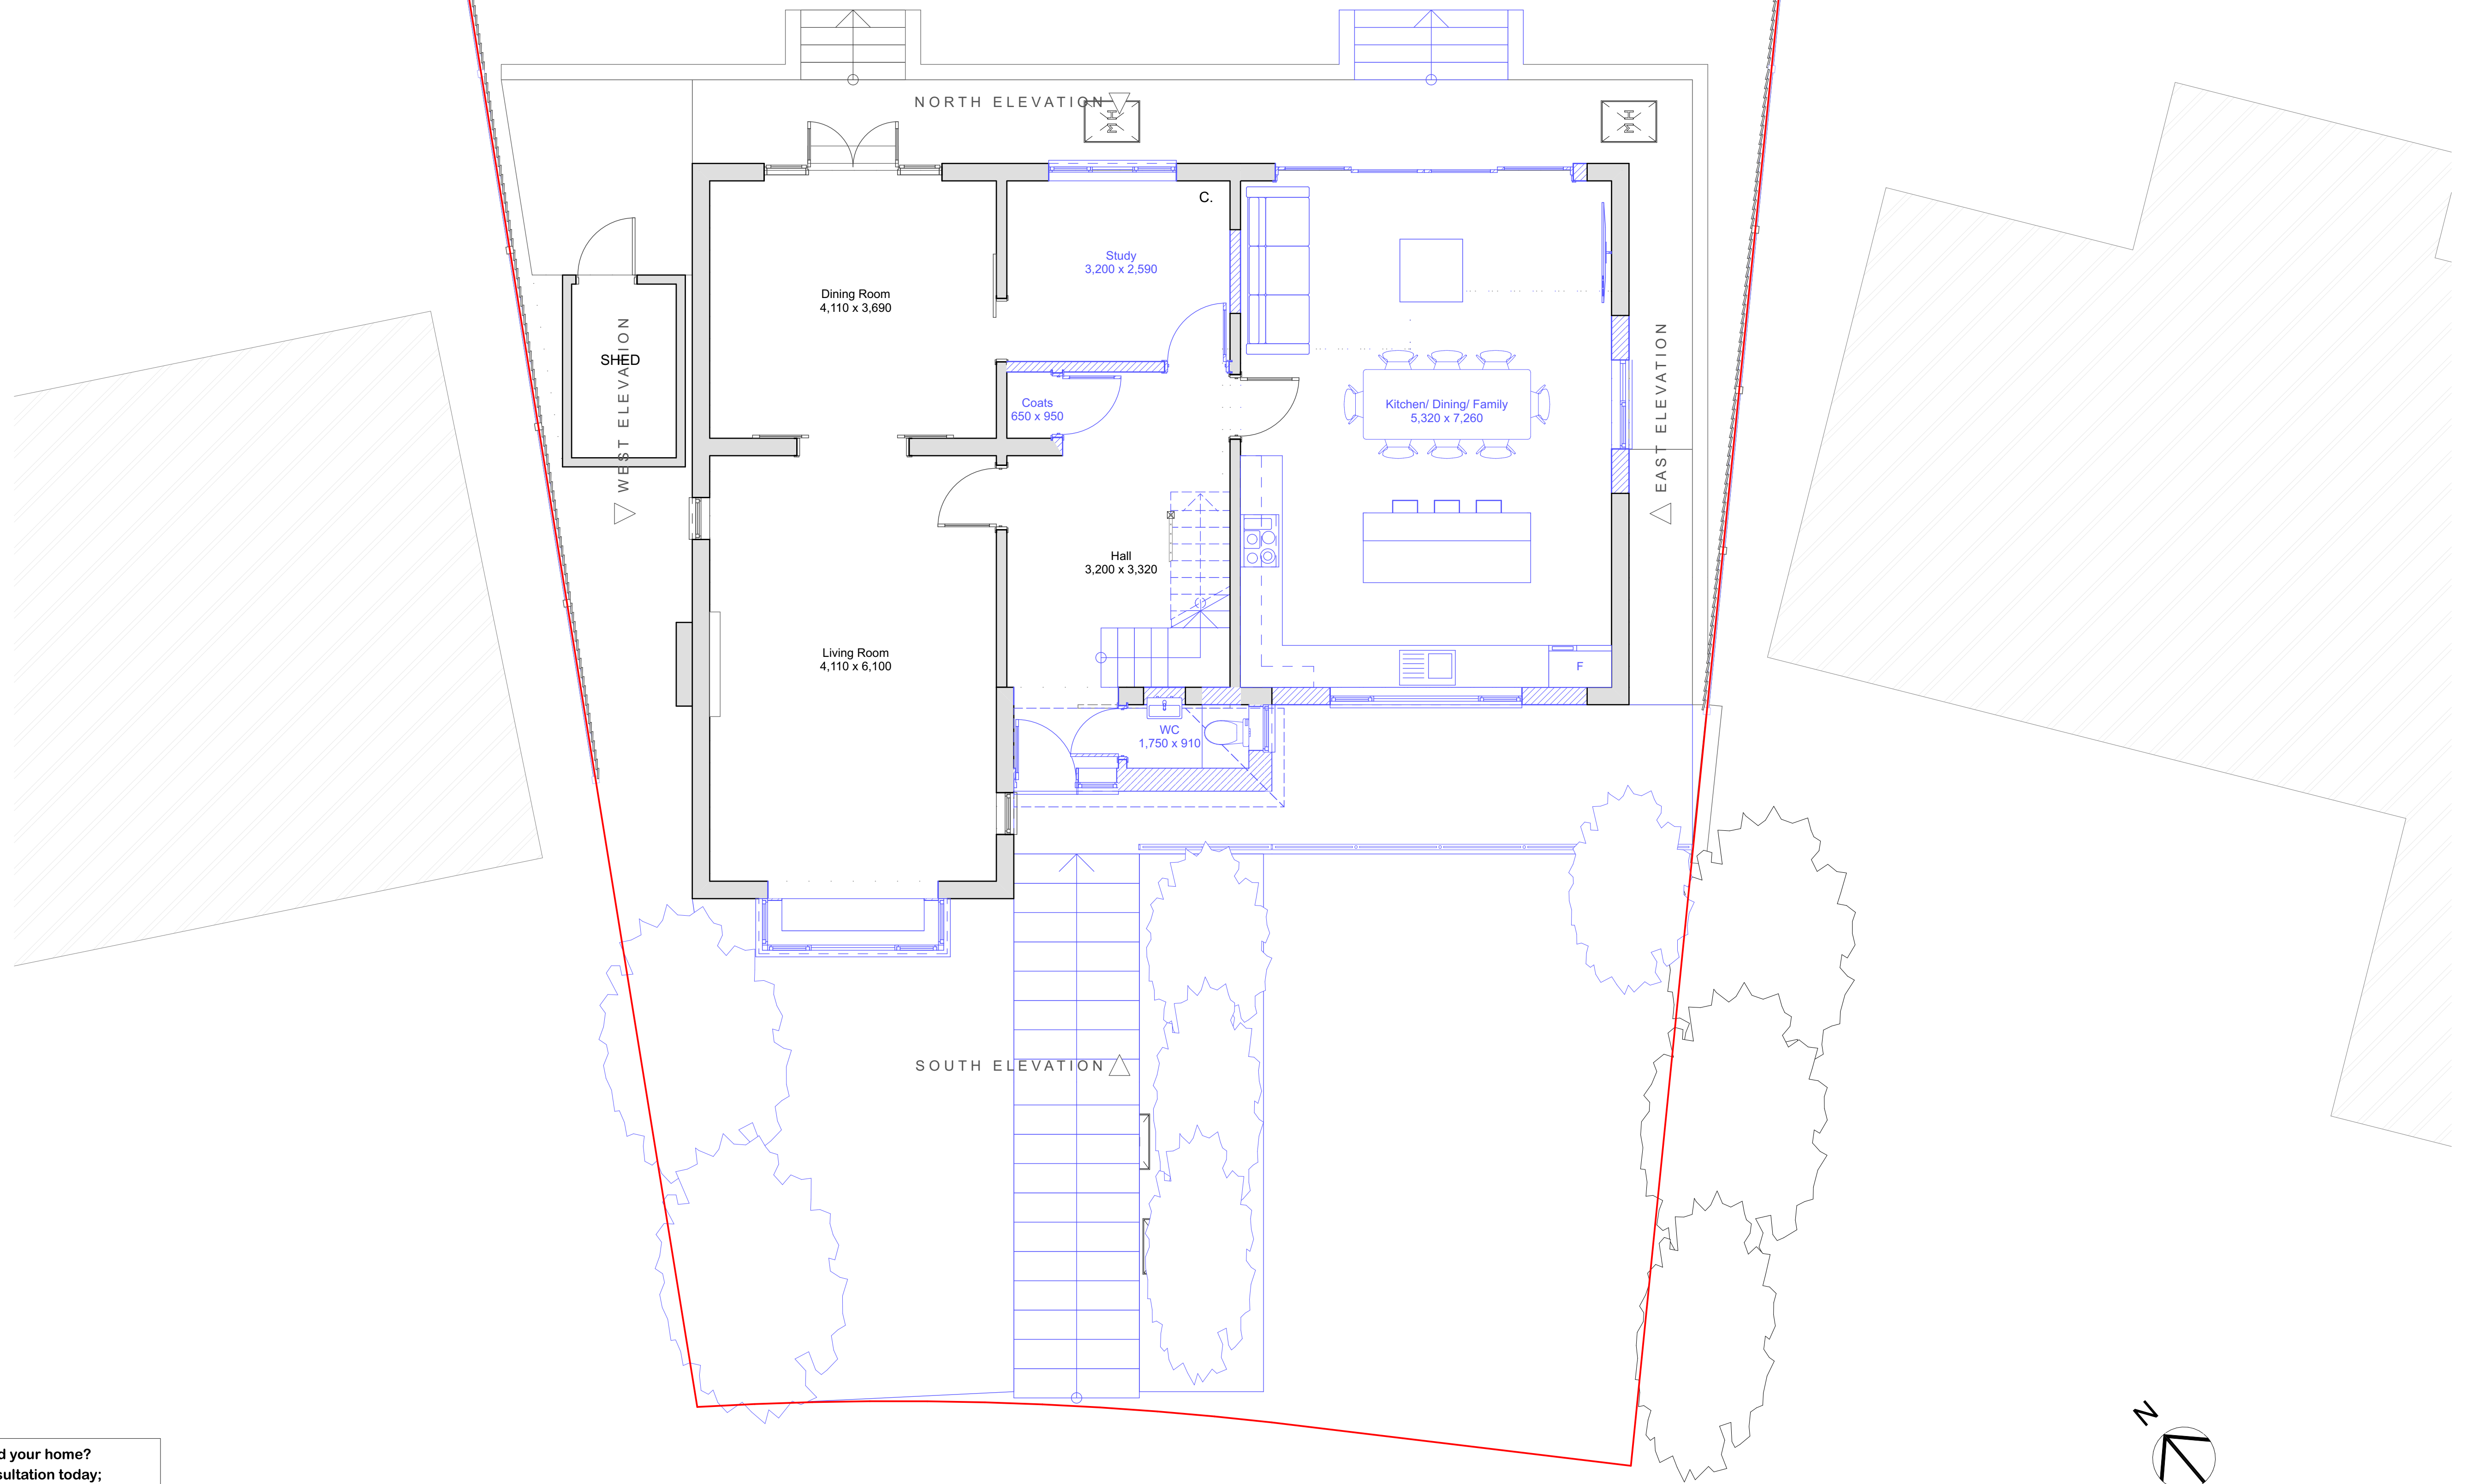 NORTH ELEVATION
MH
MH
C.
Study
3,200 x 2,590
Dining Room
4,110 x 3,690
SHED
WEST ELEVATION
EAST ELEVATION
Coats
650 x 950
Kitchen/ Dining/ Family
5,320 x 7,260
Hall
3,200 x 3,320
Living Room
4,110 x 6,100
F
WC
1,750 x 910
SOUTH ELEVATION
N
d your home?
sultation today;